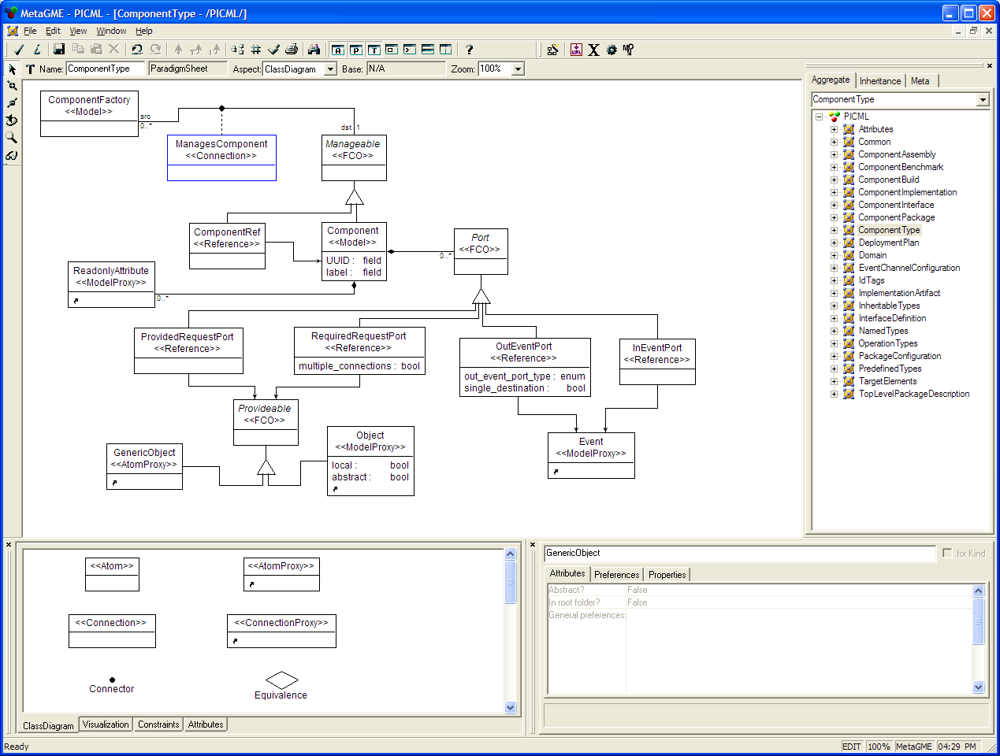 MetaGME - PICML - [ComponentType - /PICML/]
File Edit View Window Help
Name: ComponentType ParadigmSheet Aspect: ClassDiagram Base: N/A Zoom: 100%
ComponentFactory
<<Model>>
src
0..*
ManagesComponent
<<Connection>>
dst 1
Manageable
<<FCO>>
ComponentRef
<<Reference>>
Component
<<Model>>
UUID : field
label : field
Port
<<FCO>>
0..*
ReadonlyAttribute
<<ModelProxy>>
0..*
ProvidedRequestPort
<<Reference>>
RequiredRequestPort
<<Reference>>
multiple_connections : bool
OutEventPort
<<Reference>>
out_event_port_type : enum
single_destination : bool
InEventPort
<<Reference>>
Provideable
<<FCO>>
GenericObject
<<AtomProxy>>
Object
<<ModelProxy>>
local : bool
abstract : bool
Event
<<ModelProxy>>
Aggregate Inheritance Meta
ComponentType
PICML
Attributes
Common
ComponentAssembly
ComponentBenchmark
ComponentBuild
ComponentImplementation
ComponentInterface
ComponentPackage
ComponentType
DeploymentPlan
Domain
EventChannelConfiguration
IdTags
ImplementationArtifact
InheritableTypes
InterfaceDefinition
NamedTypes
OperationTypes
PackageConfiguration
PredefinedTypes
TargetElements
TopLevelPackageDescription
<<Atom>>
<<AtomProxy>>
<<Connection>>
<<ConnectionProxy>>
Connector
Equivalence
ClassDiagram Visualization Constraints Attributes
GenericObject for Kind
Attributes Preferences Properties
Abstract? False
In root folder? False
General preferences:
Ready EDIT 100% MetaGME 04:29 PM